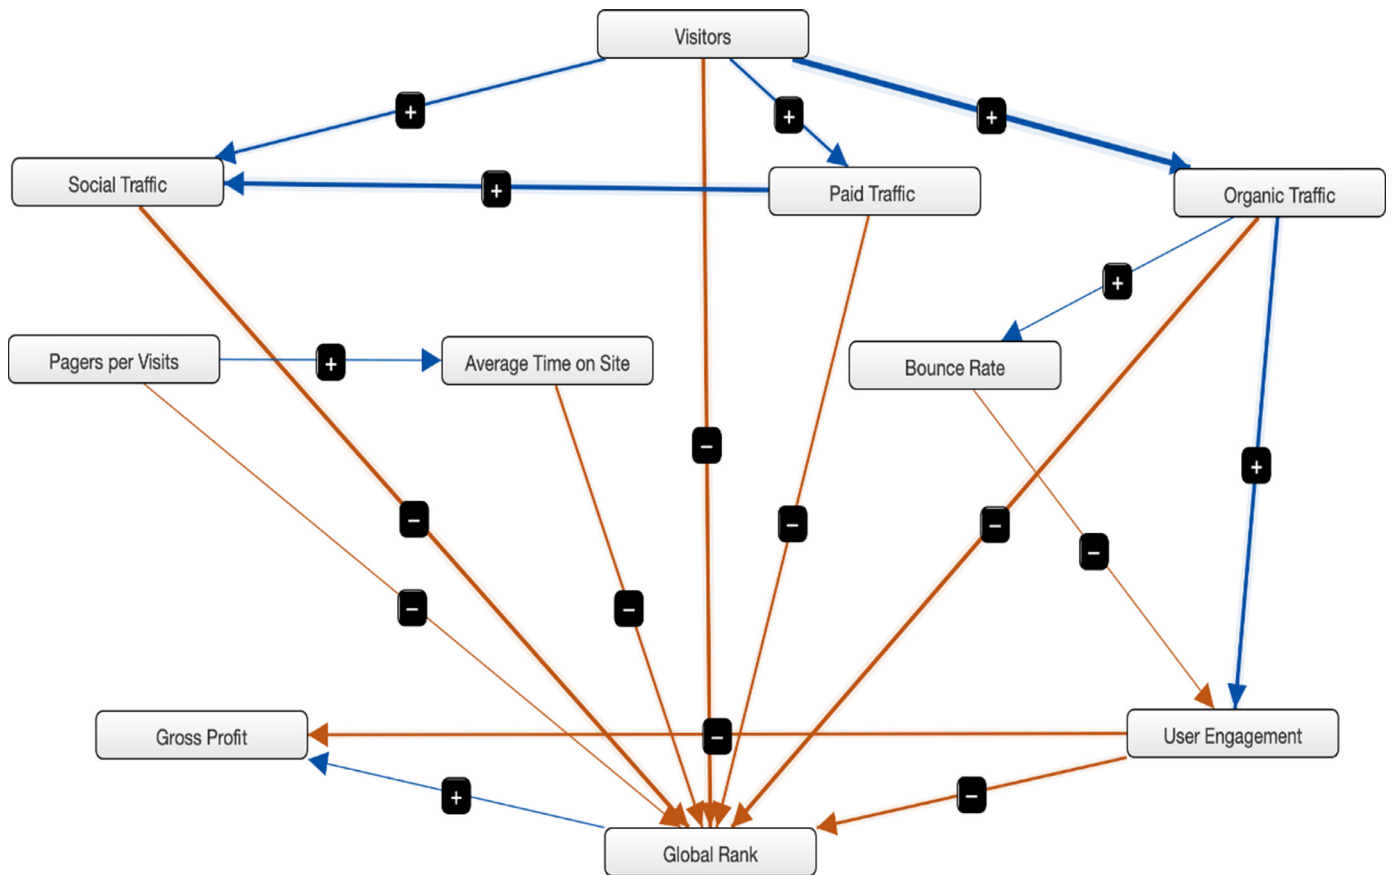 Visitors
+
+
+
Social Traffic
+
Paid Traffic
Organic Traffic
+
Pagers per Visits
+
Average Time on Site
Bounce Rate
−
+
−
−
−
−
−
−
Gross Profit
−
User Engagement
+
−
Global Rank